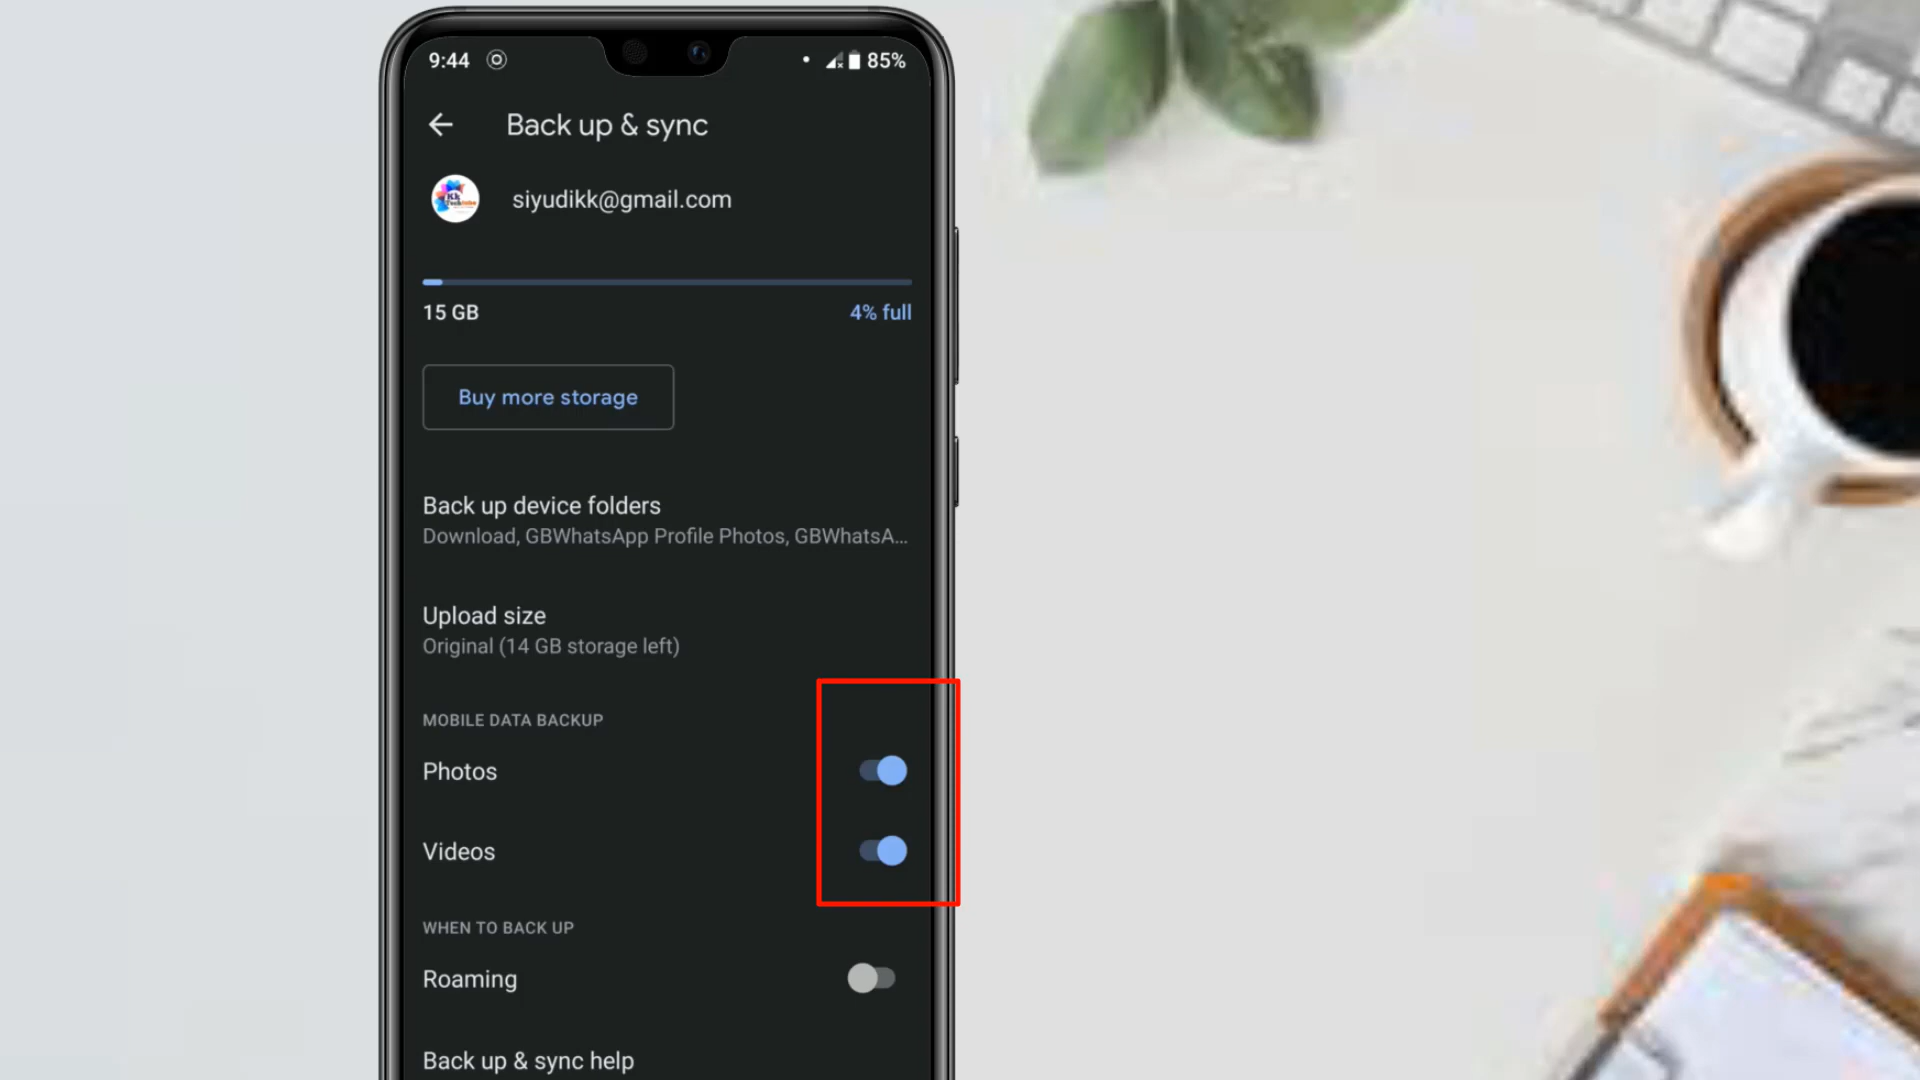 9:44 85%
Back up & sync
siyudikk@gmail.com
15 GB 4% full
Buy more storage
Back up device folders
Download, GBWhatsApp Profile Photos, GBWhatsA...
Upload size
Original (14 GB storage left)
MOBILE DATA BACKUP
Photos
Videos
WHEN TO BACK UP
Roaming
Back up & sync help